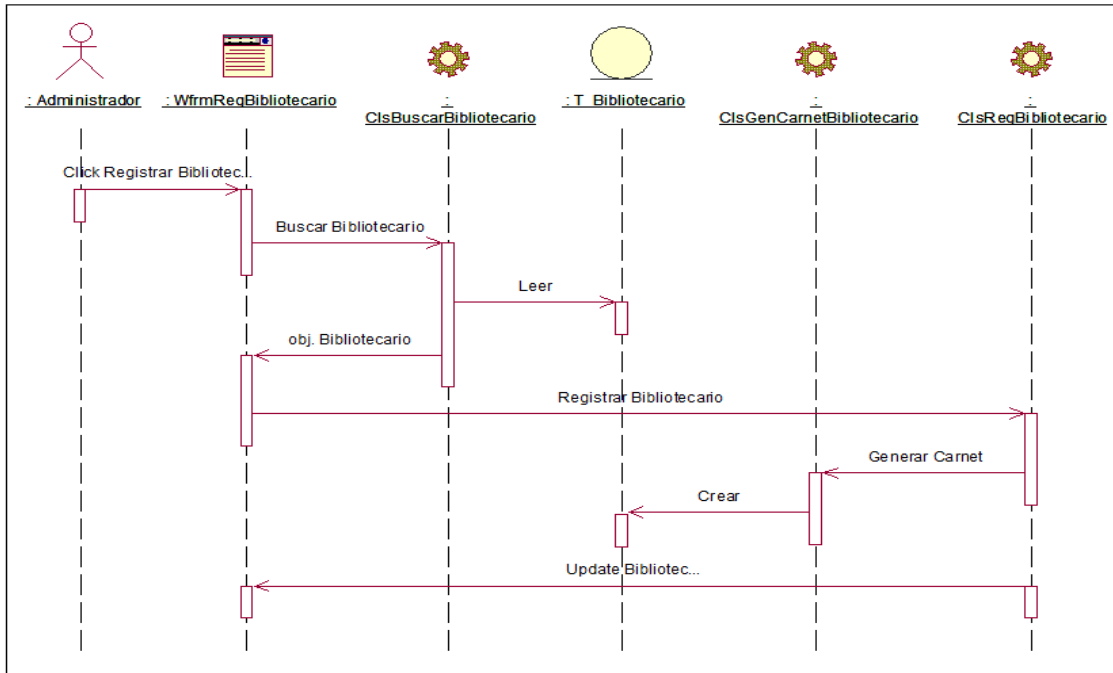 : Administrador
: WfrmRegBibliotecario
:
ClsBuscarBibliotecario
: T_Bibliotecario
:
ClsGenCarnetBibliotecario
:
ClsRegBibliotecario
Click Registrar Bibliotec...
Buscar Bibliotecario
Leer
obj. Bibliotecario
Registrar Bibliotecario
Generar Carnet
Crear
Update Bibliotec...